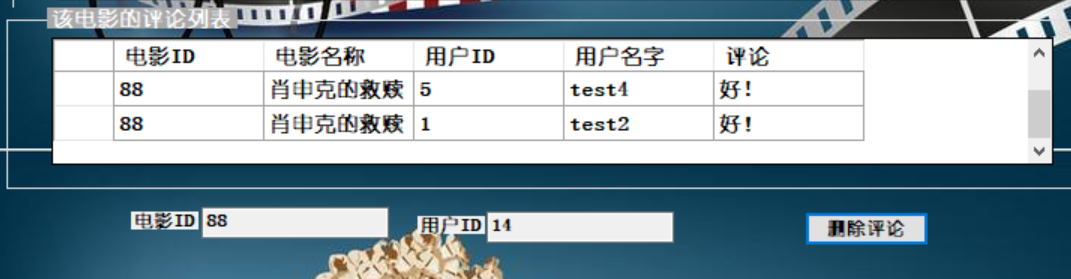 该电影的评论列表
电影ID 电影名称 用户ID 用户名字 评论
88 肖申克的救赎 5 test4 好!
88 肖申克的救赎 1 test2 好!
电影ID 88 用户ID 14 删除评论